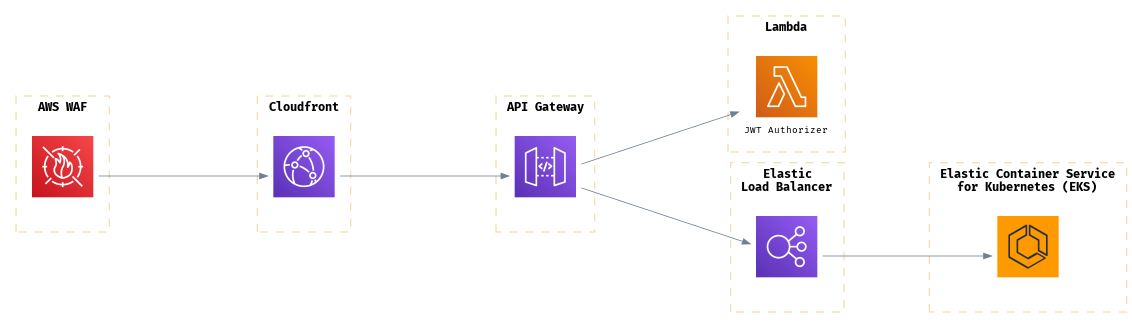 AWS WAF
Cloudfront
API Gateway
</>
Lambda
JWT Authorizer
Elastic
Load Balancer
Elastic Container Service
for Kubernetes (EKS)